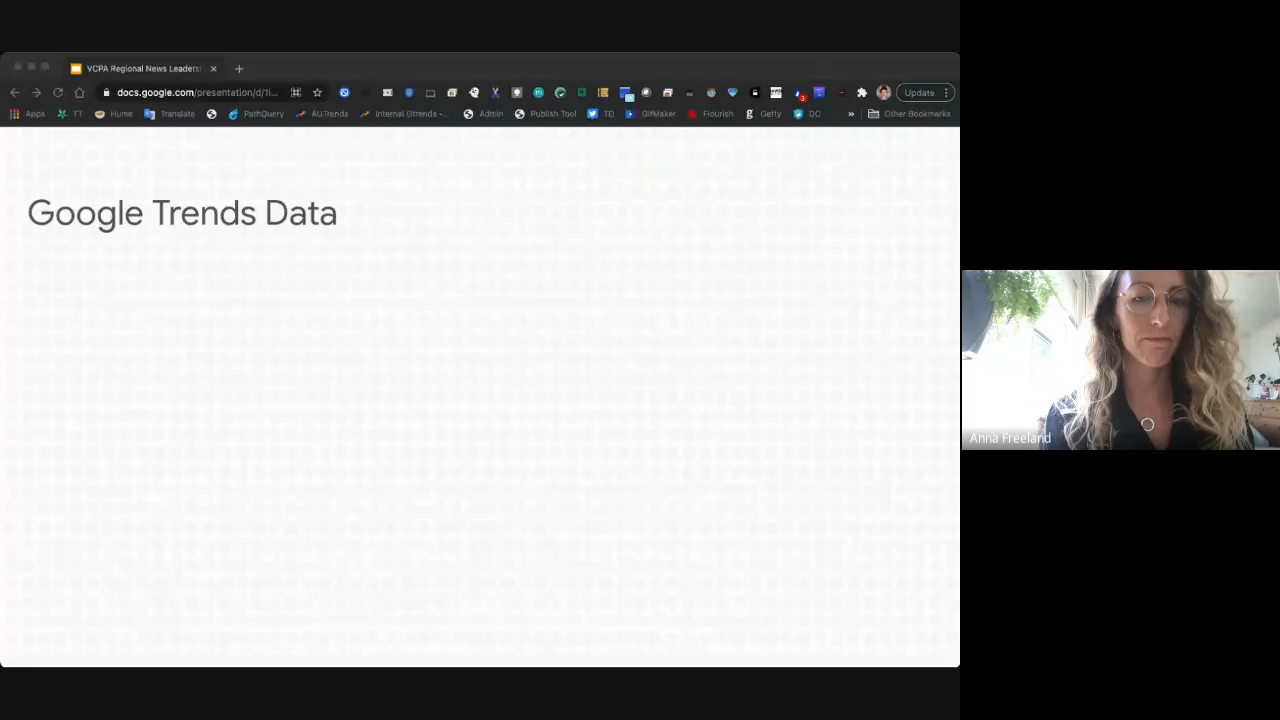 VCPA Regional News Leaders
docs.google.com/presentation/d/1i...
Update
Apps TT Hume Translate PathQuery AUTrends Internal Gtrends -... Admin Publish Tool TD GifMaker Flourish Getty DC » Other Bookmarks
Google Trends Data
Anna Freeland